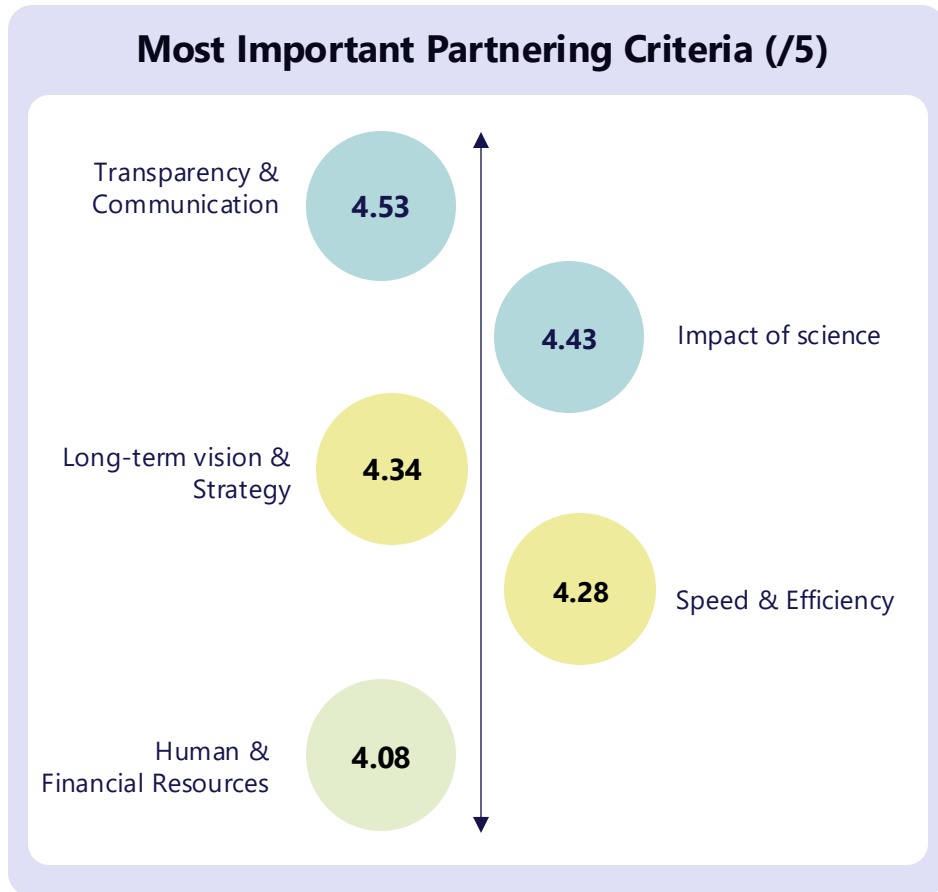 Most Important Partnering Criteria (/5)
Transparency &
Communication
4.53
4.43
Impact of science
Long-term vision &
Strategy
4.34
4.28
Speed & Efficiency
Human &
Financial Resources
4.08